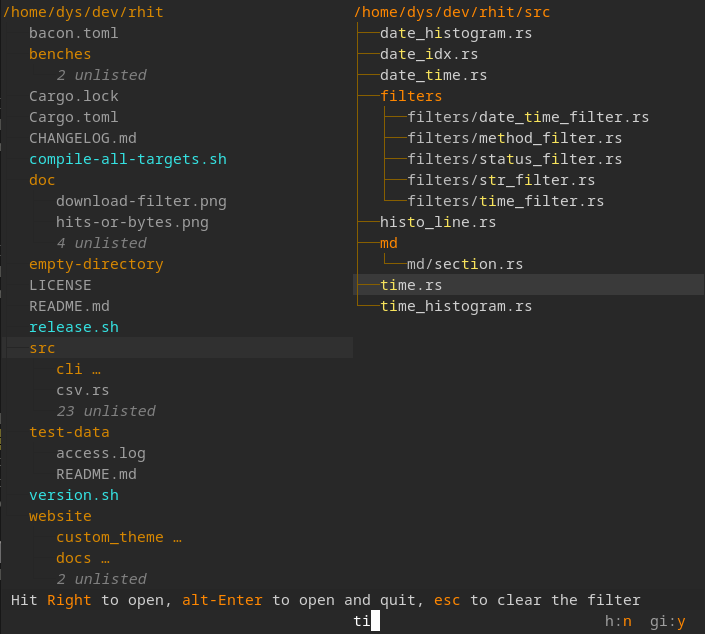 /home/dys/dev/rhit
bacon.toml
benches
2 unlisted
Cargo.lock
Cargo.toml
CHANGELOG.md
compile-all-targets.sh
doc
download-filter.png
hits-or-bytes.png
4 unlisted
empty-directory
LICENSE
README.md
release.sh
src
cli …
csv.rs
23 unlisted
test-data
access.log
README.md
version.sh
website
custom_theme …
docs …
2 unlisted
/home/dys/dev/rhit/src
date_histogram.rs
date_idx.rs
date_time.rs
filters
filters/date_time_filter.rs
filters/method_filter.rs
filters/status_filter.rs
filters/str_filter.rs
filters/time_filter.rs
histo_line.rs
md
md/section.rs
time.rs
time_histogram.rs
Hit Right to open, alt-Enter to open and quit, esc to clear the filter
ti h:n gi:y